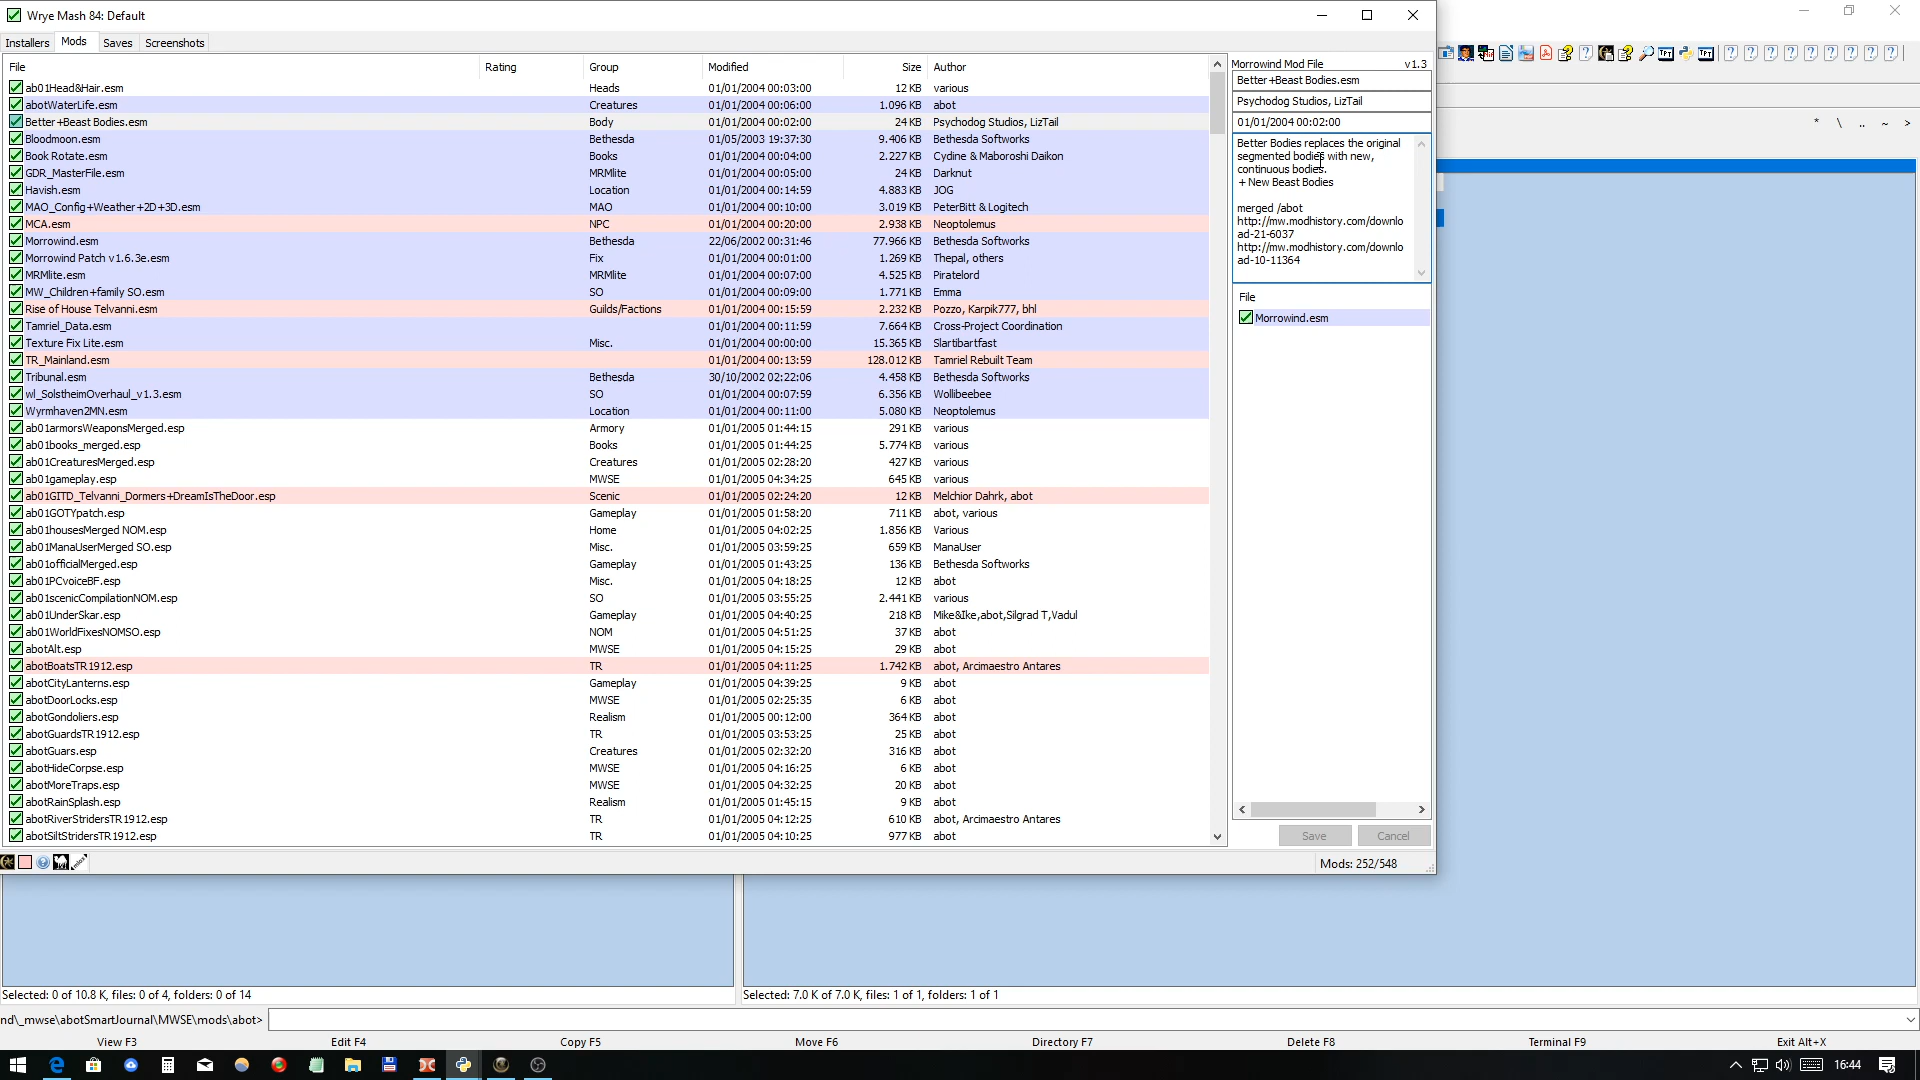 Wrye Mash 84: Default
Installers Mods Saves Screenshots
File Rating Group Modified Size Author
ab01Head&Hair.esm Heads 01/01/2004 00:03:00 12 KB various
abotWaterLife.esm Creatures 01/01/2004 00:06:00 1.096 KB abot
Better+Beast Bodies.esm Body 01/01/2004 00:02:00 24 KB Psychodog Studios, LizTail
Bloodmoon.esm Bethesda 01/05/2003 19:37:30 9.406 KB Bethesda Softworks
Book Rotate.esm Books 01/01/2004 00:04:00 2.227 KB Cydine & Maboroshi Daikon
GDR_MasterFile.esm MRMlite 01/01/2004 00:05:00 24 KB Darknut
Havish.esm Location 01/01/2004 00:14:59 4.883 KB JOG
MAO_Config+Weather+2D+3D.esm MAO 01/01/2004 00:10:00 3.019 KB PeterBitt & Logitech
MCA.esm NPC 01/01/2004 00:20:00 2.938 KB Neoptolemus
Morrowind.esm Bethesda 22/06/2002 00:31:46 77.966 KB Bethesda Softworks
Morrowind Patch v1.6.3e.esm Fix 01/01/2004 00:01:00 1.269 KB Thepal, others
MRMlite.esm MRMlite 01/01/2004 00:07:00 4.525 KB Piratelord
MW_Children+family SO.esm SO 01/01/2004 00:09:00 1.771 KB Emma
Rise of House Telvanni.esm Guilds/Factions 01/01/2004 00:15:59 2.232 KB Pozzo, Karpik777, bhl
Tamriel_Data.esm 01/01/2004 00:11:59 7.664 KB Cross-Project Coordination
Texture Fix Lite.esm Misc. 01/01/2004 00:00:00 15.365 KB Slartibartfast
TR_Mainland.esm 01/01/2004 00:13:59 128.012 KB Tamriel Rebuilt Team
Tribunal.esm Bethesda 30/10/2002 02:22:06 4.458 KB Bethesda Softworks
wl_SolstheimOverhaul_v1.3.esm SO 01/01/2004 00:07:59 6.356 KB Wollibeebee
Wyrmhaven2MN.esm Location 01/01/2004 00:11:00 5.080 KB Neoptolemus
ab01armorsWeaponsMerged.esp Armory 01/01/2005 01:44:15 291 KB various
ab01books_merged.esp Books 01/01/2005 01:44:25 5.774 KB various
ab01CreaturesMerged.esp Creatures 01/01/2005 02:28:20 427 KB various
ab01gameplay.esp MWSE 01/01/2005 04:34:25 645 KB various
ab01GITD_Telvanni_Dormers+DreamIsTheDoor.esp Scenic 01/01/2005 02:24:20 12 KB Melchior Dahrk, abot
ab01GOTYpatch.esp Gameplay 01/01/2005 01:58:20 711 KB abot, various
ab01housesMerged NOM.esp Home 01/01/2005 04:02:25 1.856 KB Various
ab01ManaUserMerged SO.esp Misc. 01/01/2005 03:59:25 659 KB ManaUser
ab01officialMerged.esp Gameplay 01/01/2005 01:43:25 136 KB Bethesda Softworks
ab01PCvoiceBF.esp Misc. 01/01/2005 04:18:25 12 KB abot
ab01scenicCompilationNOM.esp SO 01/01/2005 03:55:25 2.441 KB various
ab01UnderSkar.esp Gameplay 01/01/2005 04:40:25 218 KB Mike&Ike,abot,Silgrad T,Vadul
ab01WorldFixesNOMSO.esp NOM 01/01/2005 04:51:25 37 KB abot
abotAlt.esp MWSE 01/01/2005 04:15:25 29 KB abot
abotBoatsTR1912.esp TR 01/01/2005 04:11:25 1.742 KB abot, Arcimaestro Antares
abotCityLanterns.esp Gameplay 01/01/2005 04:39:25 9 KB abot
abotDoorLocks.esp MWSE 01/01/2005 02:25:35 6 KB abot
abotGondoliers.esp Realism 01/01/2005 00:12:00 364 KB abot
abotGuardsTR1912.esp TR 01/01/2005 03:53:25 25 KB abot
abotGuars.esp Creatures 01/01/2005 02:32:20 316 KB abot
abotHideCorpse.esp MWSE 01/01/2005 04:16:25 6 KB abot
abotMoreTraps.esp MWSE 01/01/2005 04:32:25 20 KB abot
abotRainSplash.esp Realism 01/01/2005 01:45:15 9 KB abot
abotRiverStridersTR1912.esp TR 01/01/2005 04:12:25 610 KB abot, Arcimaestro Antares
abotSiltStridersTR1912.esp TR 01/01/2005 04:10:25 977 KB abot
Morrowind Mod File v1.3
Better+Beast Bodies.esm
Psychodog Studios, LizTail
01/01/2004 00:02:00
Better Bodies replaces the original
segmented bodies with new,
continuous bodies.
+ New Beast Bodies
merged /abot
http://mw.modhistory.com/downlo
ad-21-6037
http://mw.modhistory.com/downlo
ad-10-11364
File
Morrowind.esm
Save Cancel
Mods: 252/548
* \ .. ~ >
Selected: 0 of 10.8 K, files: 0 of 4, folders: 0 of 14
Selected: 7.0 K of 7.0 K, files: 1 of 1, folders: 1 of 1
nd\_mwse\abotSmartJournal\MWSE\mods\abot>
View F3 Edit F4 Copy F5 Move F6 Directory F7 Delete F8 Terminal F9 Exit Alt+X
16:44